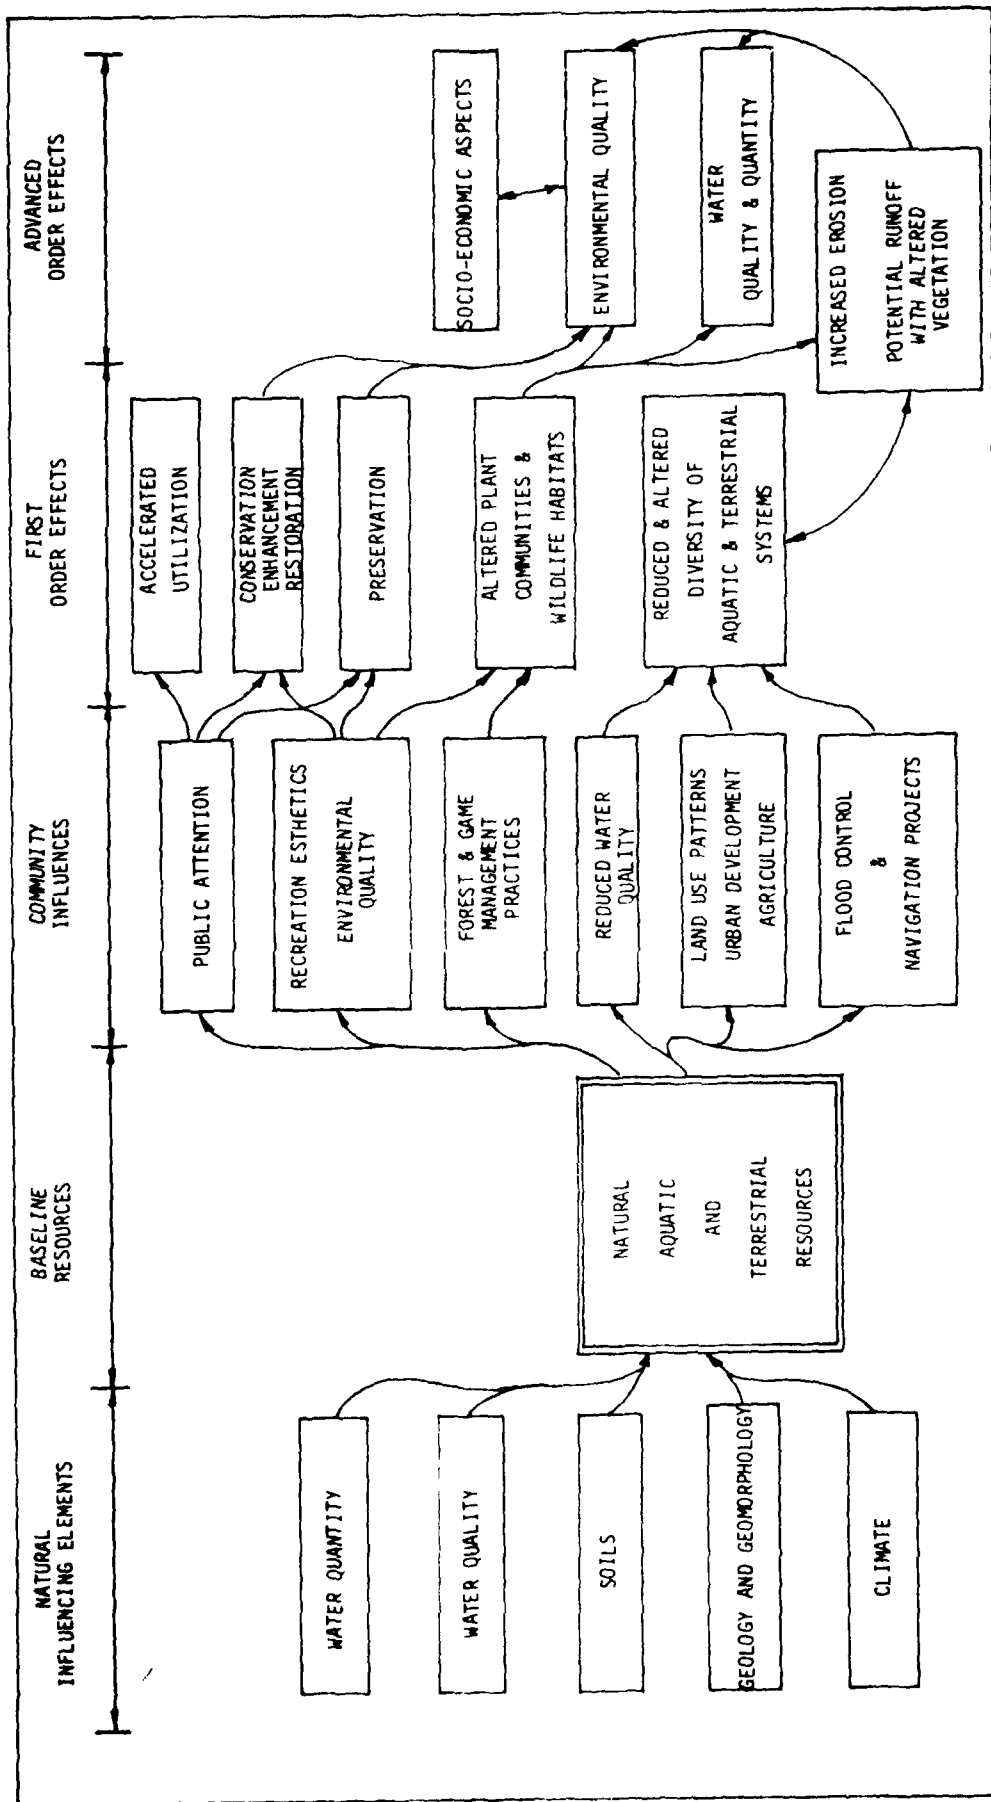 NATURAL
INFLUENCING ELEMENTS
BASELINE
RESOURCES
COMMUNITY
INFLUENCES
FIRST
ORDER EFFECTS
ADVANCED
ORDER EFFECTS
WATER QUANTITY
WATER QUALITY
SOILS
GEOLOGY AND GEOMORPHOLOGY
CLIMATE
NATURAL
AQUATIC
AND
TERRESTRIAL
RESOURCES
PUBLIC ATTENTION
RECREATION ESTHETICS
ENVIRONMENTAL
QUALITY
FOREST & GAME
MANAGEMENT
PRACTICES
REDUCED WATER
QUALITY
LAND USE PATTERNS
URBAN DEVELOPMENT
AGRICULTURE
FLOOD CONTROL
&
NAVIGATION PROJECTS
ACCELERATED
UTILIZATION
CONSERVATION
ENHANCEMENT
RESTORATION
PRESERVATION
ALTERED PLANT
COMMUNITIES &
WILDLIFE HABITATS
REDUCED & ALTERED
DIVERSITY OF
AQUATIC & TERRESTRIAL
SYSTEMS
SOCIO-ECONOMIC ASPECTS
ENVIRONMENTAL QUALITY
WATER
QUALITY & QUANTITY
INCREASED EROSION
POTENTIAL RUNOFF
WITH ALTERED
VEGETATION